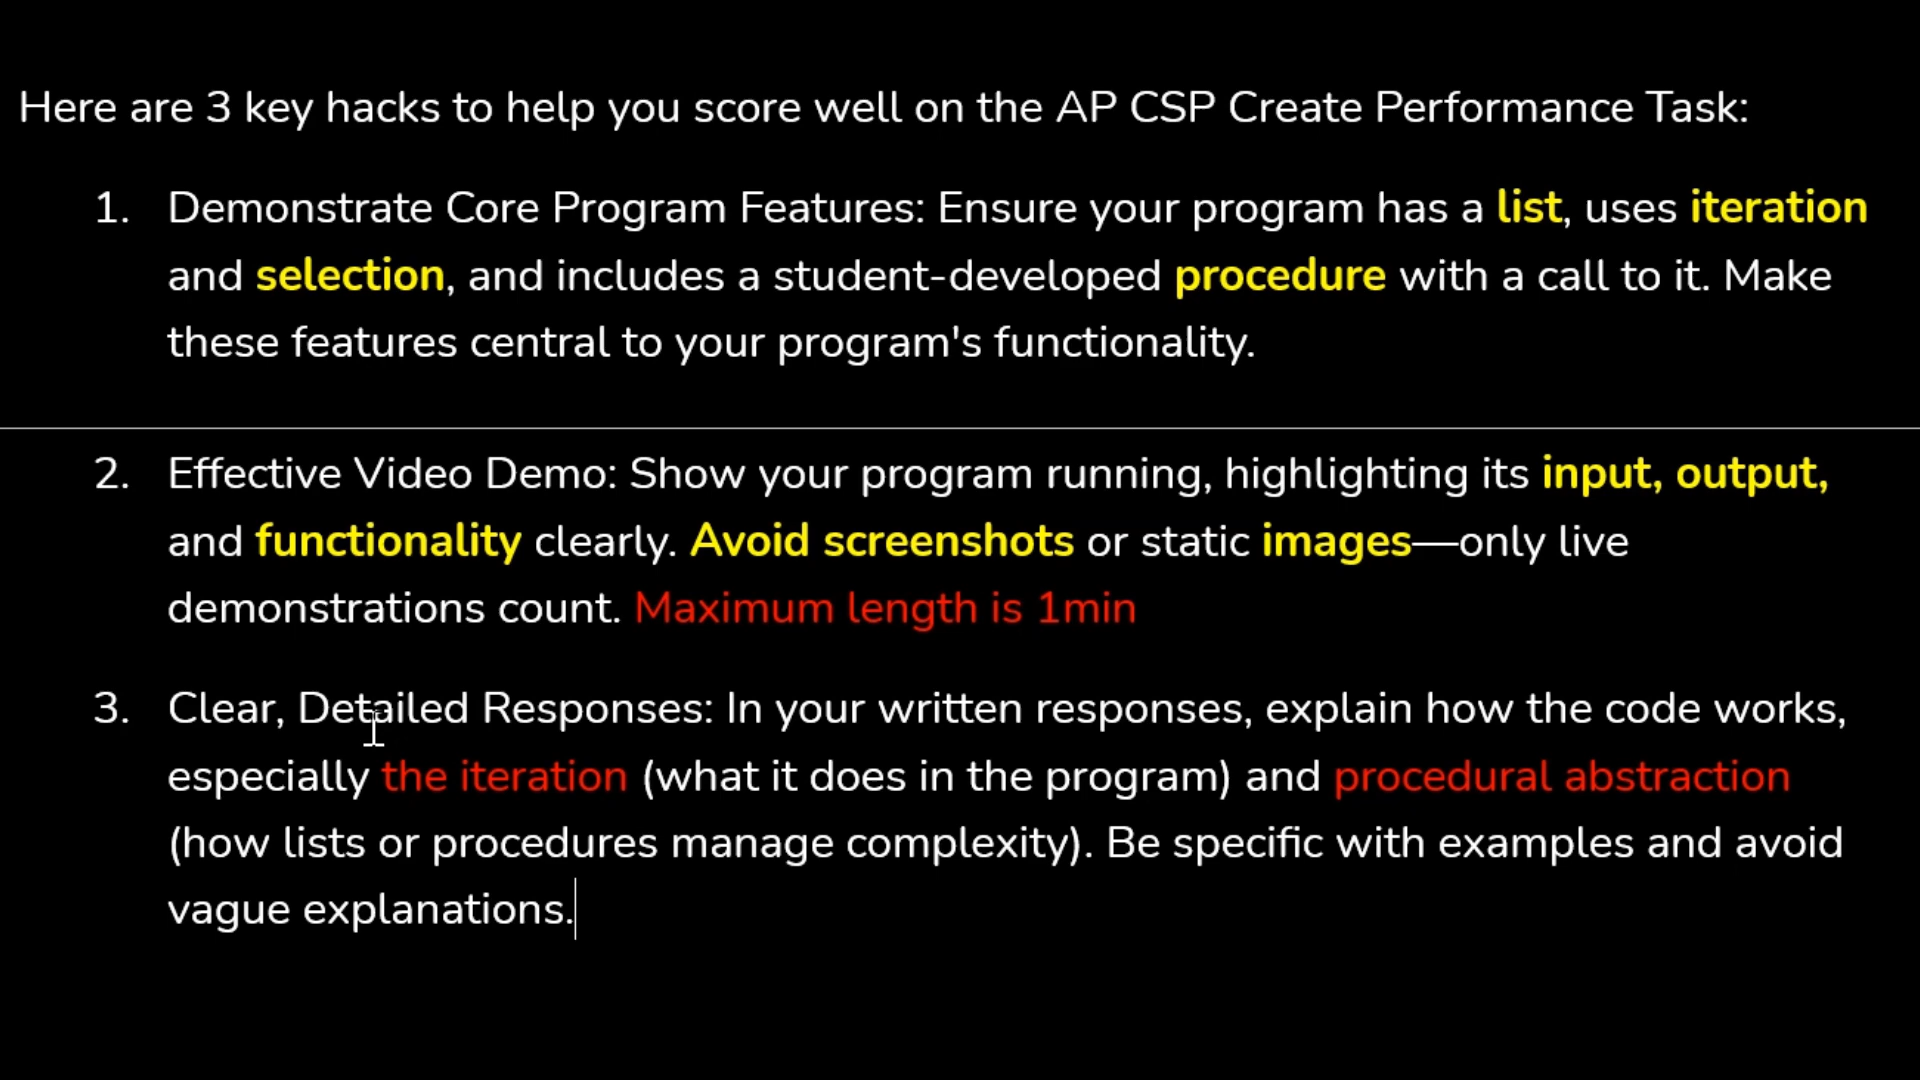 Here are 3 key hacks to help you score well on the AP CSP Create Performance Task:
1. Demonstrate Core Program Features: Ensure your program has a list, uses iteration
and selection, and includes a student-developed procedure with a call to it. Make
these features central to your program's functionality.
2. Effective Video Demo: Show your program running, highlighting its input, output,
and functionality clearly. Avoid screenshots or static images—only live
demonstrations count. Maximum length is 1min
3. Clear, Detailed Responses: In your written responses, explain how the code works,
especially the iteration (what it does in the program) and procedural abstraction
(how lists or procedures manage complexity). Be specific with examples and avoid
vague explanations.